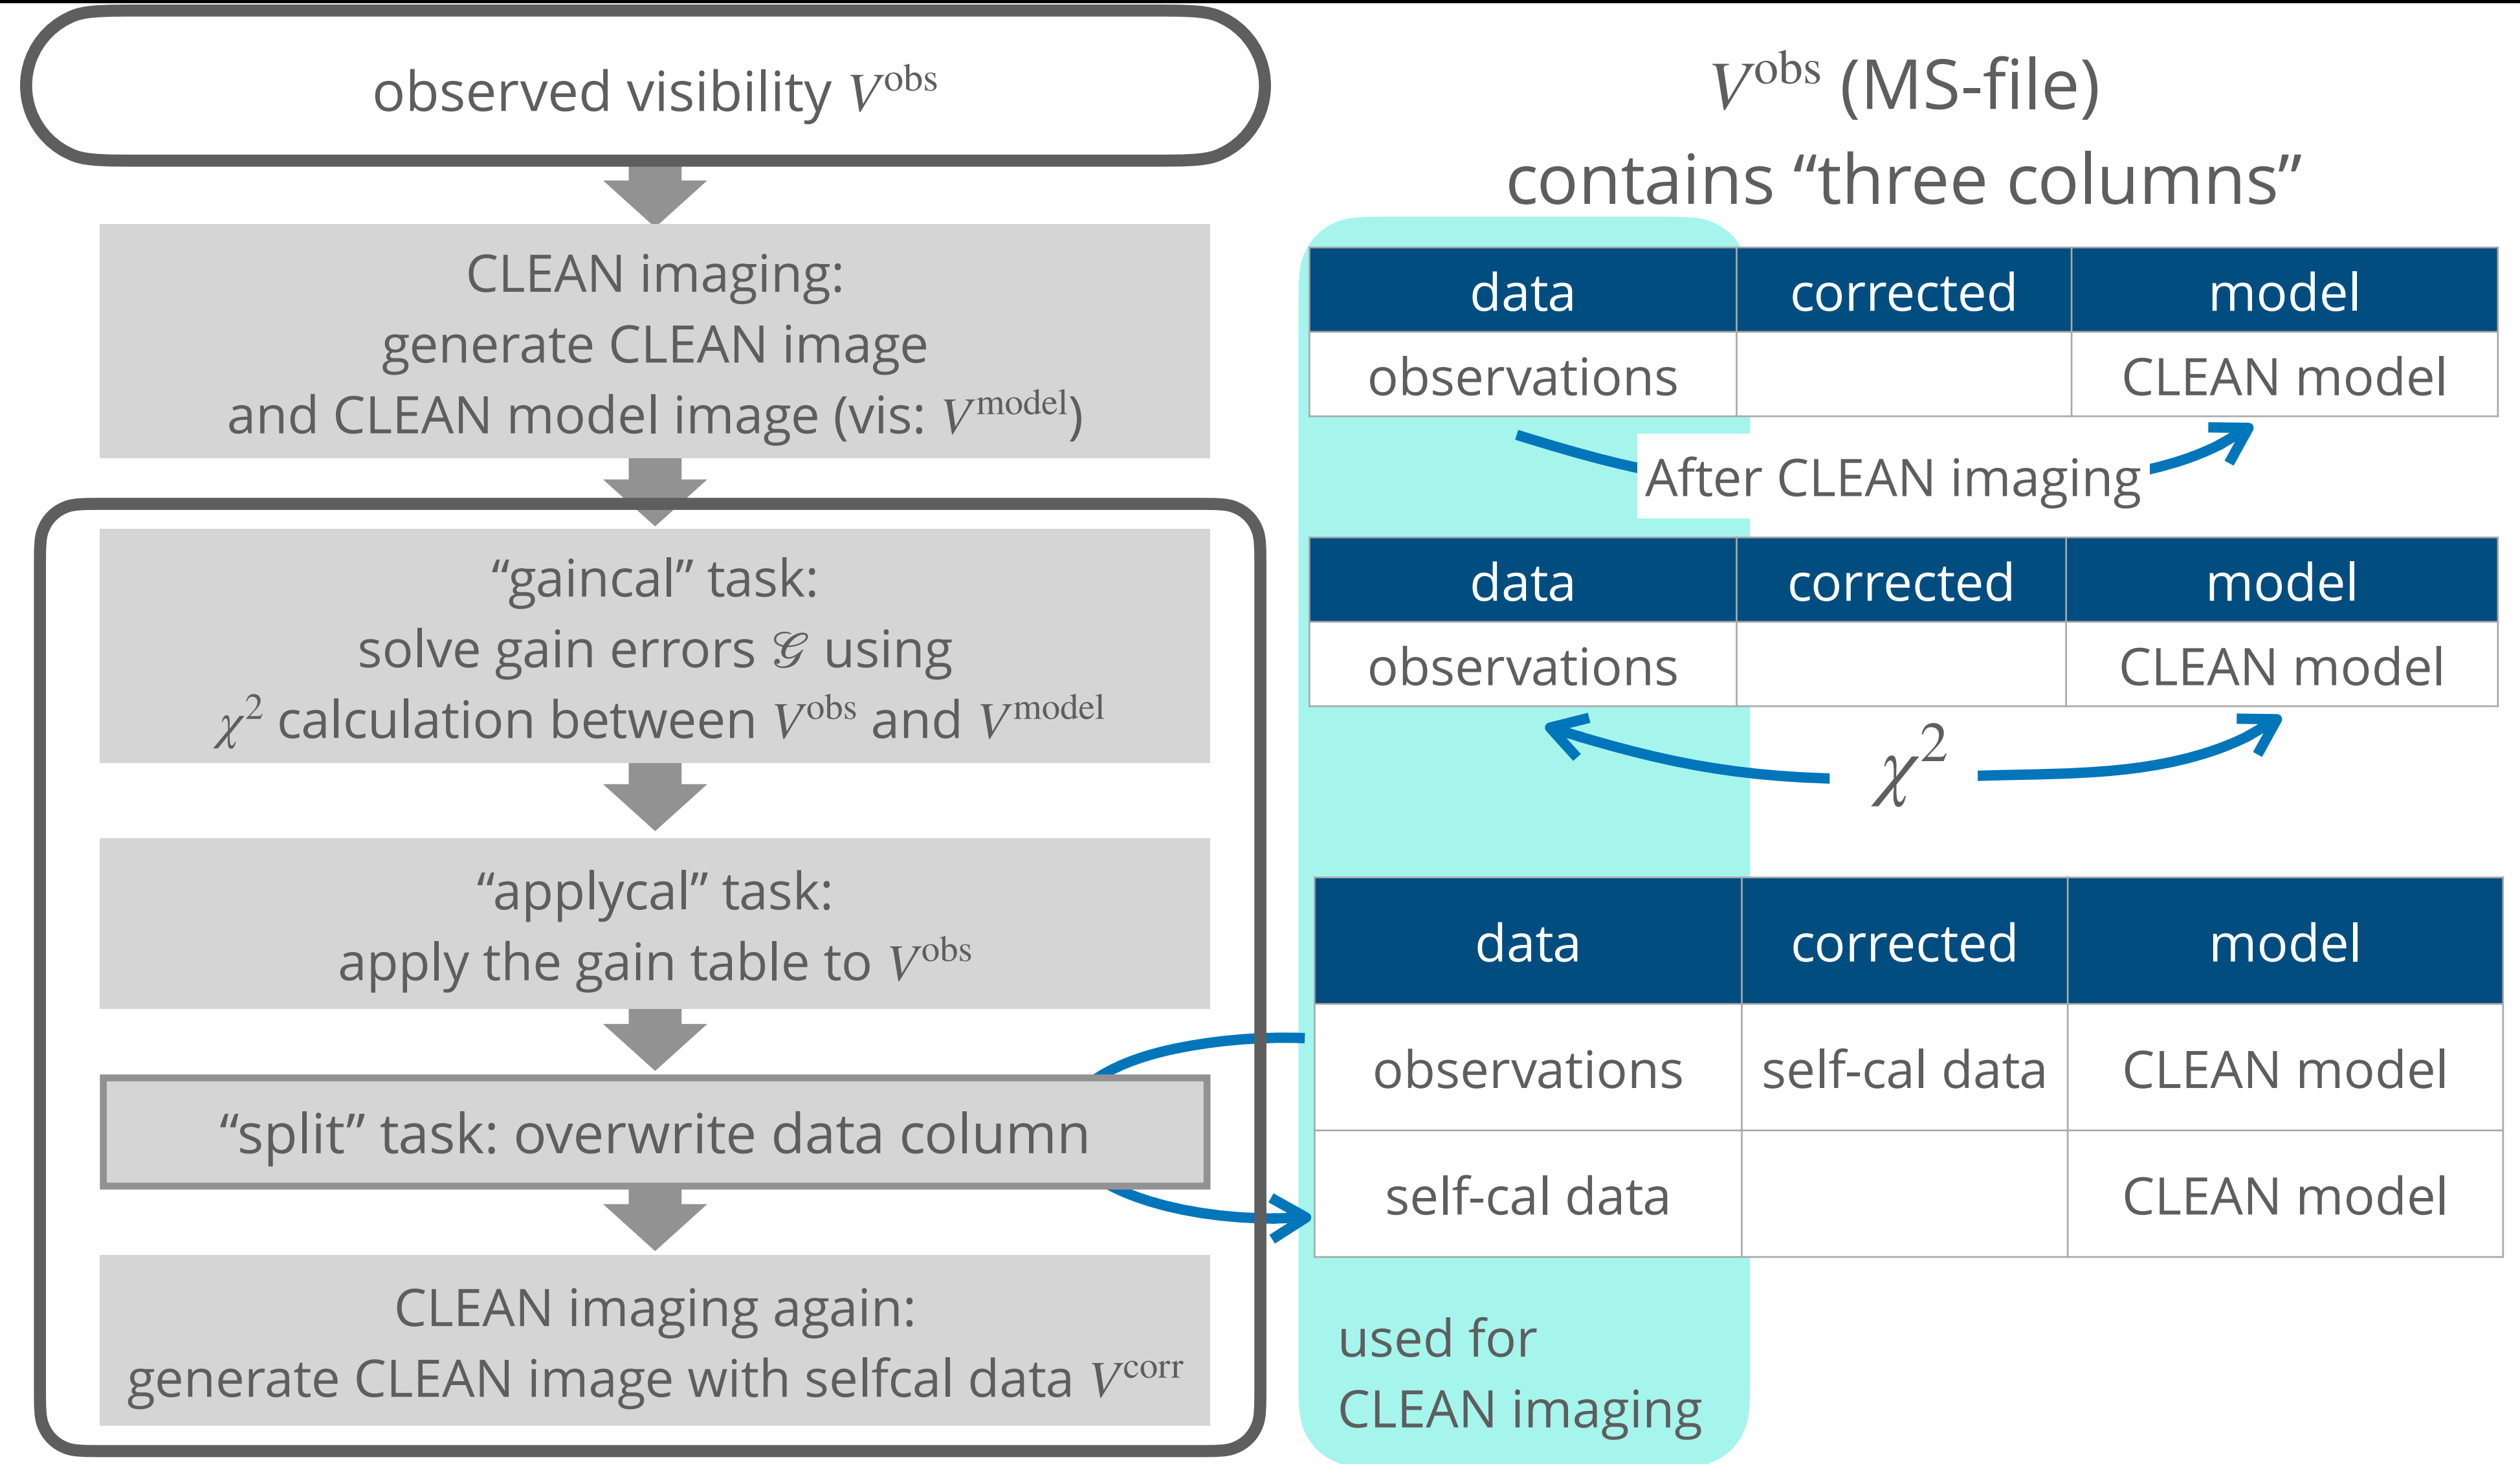 observed visibility V^obs
CLEAN imaging:
generate CLEAN image
and CLEAN model image (vis: V^model)
“gaincal” task:
solve gain errors 𝒢 using
χ² calculation between V^obs and V^model
“applycal” task:
apply the gain table to V^obs
“split” task: overwrite data column
CLEAN imaging again:
generate CLEAN image with selfcal data V^corr
V^obs (MS-file)
contains “three columns”
data corrected model
observations CLEAN model
After CLEAN imaging
data corrected model
observations CLEAN model
χ²
data corrected model
observations self-cal data CLEAN model
self-cal data CLEAN model
used for
CLEAN imaging